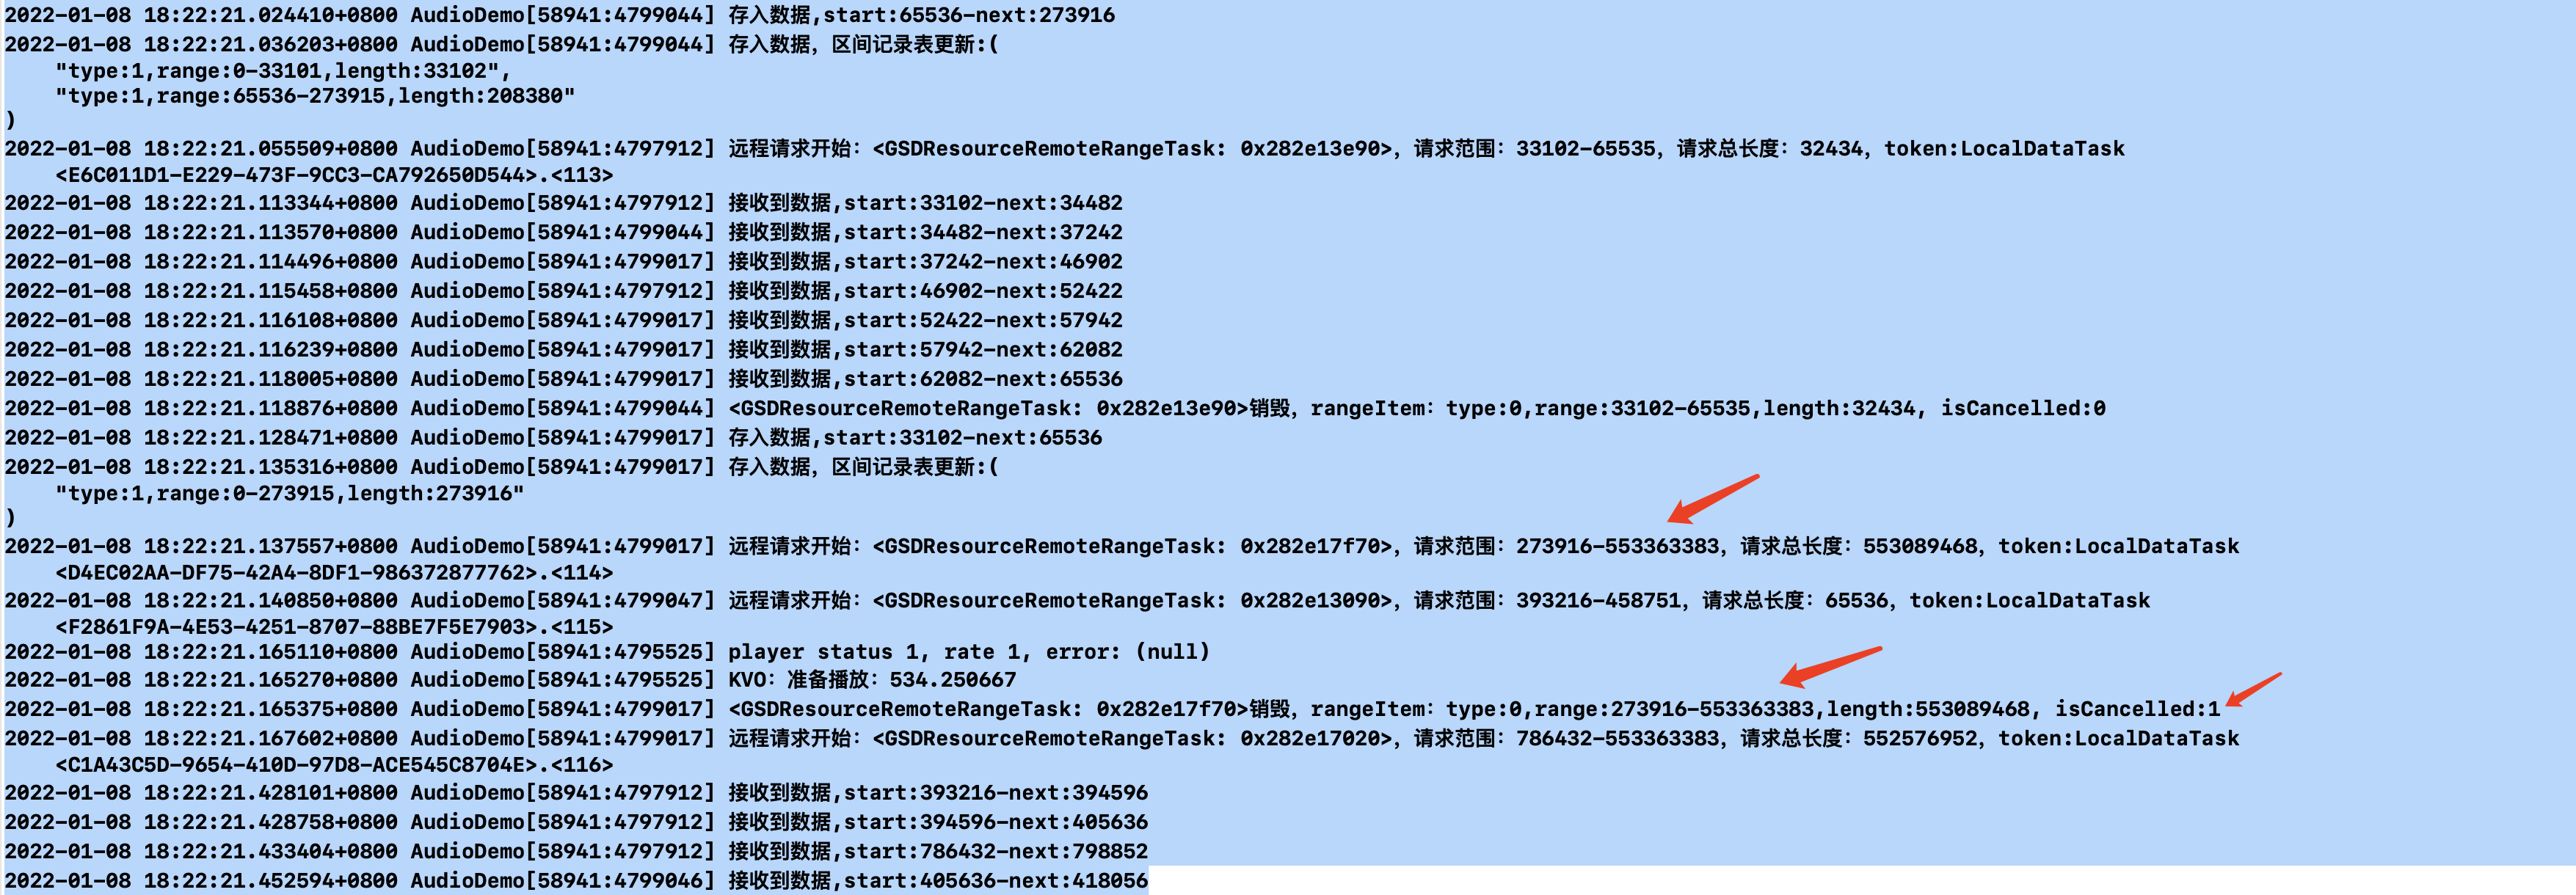 2022-01-08 18:22:21.024410+0800 AudioDemo[58941:4799044] 存入数据,start:65536-next:273916
2022-01-08 18:22:21.036203+0800 AudioDemo[58941:4799044] 存入数据，区间记录表更新:(
    "type:1,range:0-33101,length:33102",
    "type:1,range:65536-273915,length:208380"
)
2022-01-08 18:22:21.055509+0800 AudioDemo[58941:4797912] 远程请求开始：<GSDResourceRemoteRangeTask: 0x282e13e90>，请求范围：33102-65535，请求总长度：32434，token:LocalDataTask
    <E6C011D1-E229-473F-9CC3-CA792650D544>.<113>
2022-01-08 18:22:21.113344+0800 AudioDemo[58941:4797912] 接收到数据,start:33102-next:34482
2022-01-08 18:22:21.113570+0800 AudioDemo[58941:4799044] 接收到数据,start:34482-next:37242
2022-01-08 18:22:21.114496+0800 AudioDemo[58941:4799017] 接收到数据,start:37242-next:46902
2022-01-08 18:22:21.115458+0800 AudioDemo[58941:4797912] 接收到数据,start:46902-next:52422
2022-01-08 18:22:21.116108+0800 AudioDemo[58941:4799017] 接收到数据,start:52422-next:57942
2022-01-08 18:22:21.116239+0800 AudioDemo[58941:4799017] 接收到数据,start:57942-next:62082
2022-01-08 18:22:21.118005+0800 AudioDemo[58941:4799017] 接收到数据,start:62082-next:65536
2022-01-08 18:22:21.118876+0800 AudioDemo[58941:4799044] <GSDResourceRemoteRangeTask: 0x282e13e90>销毁，rangeItem：type:0,range:33102-65535,length:32434, isCancelled:0
2022-01-08 18:22:21.128471+0800 AudioDemo[58941:4799017] 存入数据,start:33102-next:65536
2022-01-08 18:22:21.135316+0800 AudioDemo[58941:4799017] 存入数据，区间记录表更新:(
    "type:1,range:0-273915,length:273916"
)
2022-01-08 18:22:21.137557+0800 AudioDemo[58941:4799017] 远程请求开始：<GSDResourceRemoteRangeTask: 0x282e17f70>，请求范围：273916-553363383，请求总长度：553089468，token:LocalDataTask
    <D4EC02AA-DF75-42A4-8DF1-986372877762>.<114>
2022-01-08 18:22:21.140850+0800 AudioDemo[58941:4799047] 远程请求开始：<GSDResourceRemoteRangeTask: 0x282e13090>，请求范围：393216-458751，请求总长度：65536，token:LocalDataTask
    <F2861F9A-4E53-4251-8707-88BE7F5E7903>.<115>
2022-01-08 18:22:21.165110+0800 AudioDemo[58941:4795525] player status 1, rate 1, error: (null)
2022-01-08 18:22:21.165270+0800 AudioDemo[58941:4795525] KVO：准备播放：534.250667
2022-01-08 18:22:21.165375+0800 AudioDemo[58941:4799017] <GSDResourceRemoteRangeTask: 0x282e17f70>销毁，rangeItem：type:0,range:273916-553363383,length:553089468, isCancelled:1
2022-01-08 18:22:21.167602+0800 AudioDemo[58941:4799017] 远程请求开始：<GSDResourceRemoteRangeTask: 0x282e17020>，请求范围：786432-553363383，请求总长度：552576952，token:LocalDataTask
    <C1A43C5D-9654-410D-97D8-ACE545C8704E>.<116>
2022-01-08 18:22:21.428101+0800 AudioDemo[58941:4797912] 接收到数据,start:393216-next:394596
2022-01-08 18:22:21.428758+0800 AudioDemo[58941:4797912] 接收到数据,start:394596-next:405636
2022-01-08 18:22:21.433404+0800 AudioDemo[58941:4797912] 接收到数据,start:786432-next:798852
2022-01-08 18:22:21.452594+0800 AudioDemo[58941:4799046] 接收到数据,start:405636-next:418056